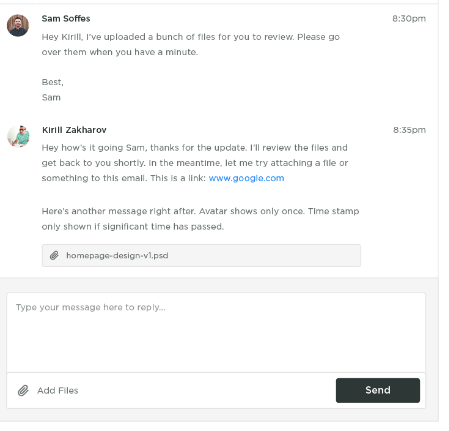 Sam Soffes 8:30pm
Hey Kirill, I've uploaded a bunch of files for you to review. Please go
over them when you have a minute.
Best,
Sam
Kirill Zakharov 8:35pm
Hey how's it going Sam, thanks for the update. I'll review the files and
get back to you shortly. In the meantime, let me try attaching a file or
something to this email. This is a link: www.google.com
Here's another message right after. Avatar shows only once. Time stamp
only shown if significant time has passed.
homepage-design-v1.psd
Type your message here to reply...
Add Files Send